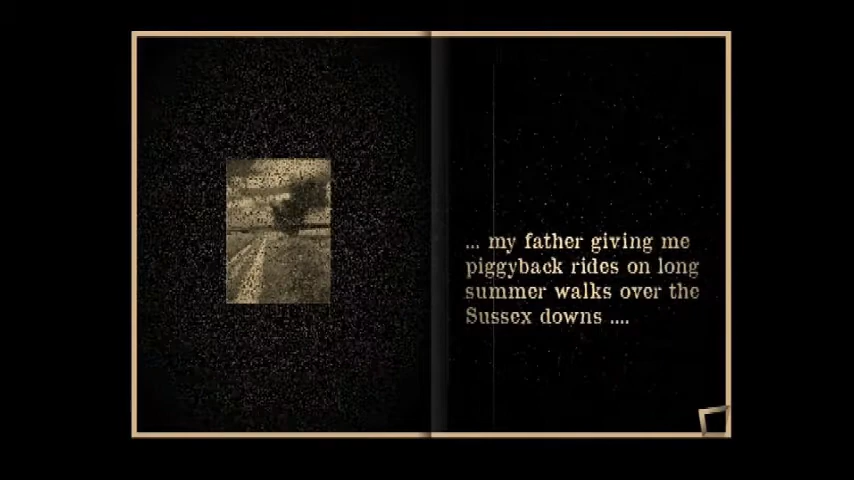 ... my father giving me
piggyback rides on long
summer walks over the
Sussex downs ....